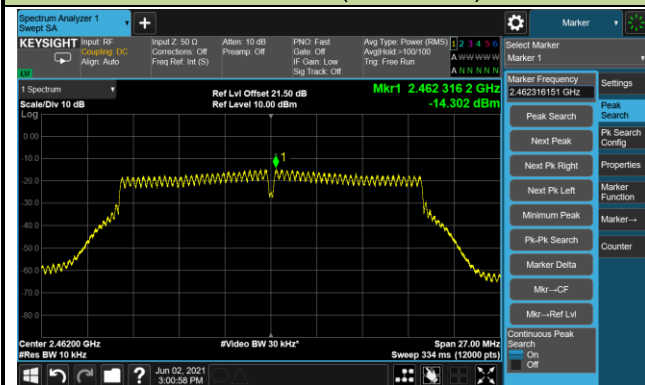 Spectrum Analyzer 1
Swept SA
+
Marker
KEYSIGHT
Input: RF
Coupling: DC
Align: Auto
Input Z: 50 Ω
Corrections: Off
Freq Ref: Int (S)
Atten: 10 dB
Preamp: Off
PNO: Fast
Gate: Off
IF Gain: Low
Sig Track: Off
Avg Type: Power (RMS)
Avg|Hold:>100/100
Trig: Free Run
1 2 3 4 5 6
A W W W W W
A N N N N N
Select Marker
Marker 1
LXI
1 Spectrum
Scale/Div 10 dB
Log
Ref Lvl Offset 21.50 dB
Ref Level 10.00 dBm
Mkr1 2.462 316 2 GHz
-14.302 dBm
0.00
-10.0
-20.0
-30.0
-40.0
-50.0
-60.0
-70.0
-80.0
1
Center 2.46200 GHz
#Res BW 10 kHz
#Video BW 30 kHz*
Span 27.00 MHz
Sweep 334 ms (12000 pts)
Marker Frequency
2.462316151 GHz
Peak Search
Next Peak
Next Pk Right
Next Pk Left
Minimum Peak
Pk-Pk Search
Marker Delta
Mkr→CF
Mkr→Ref Lvl
Continuous Peak
Search
On
Off
Settings
Peak
Search
Pk Search
Config
Properties
Marker
Function
Marker→
Counter
?
Jun 02, 2021
3:00:58 PM